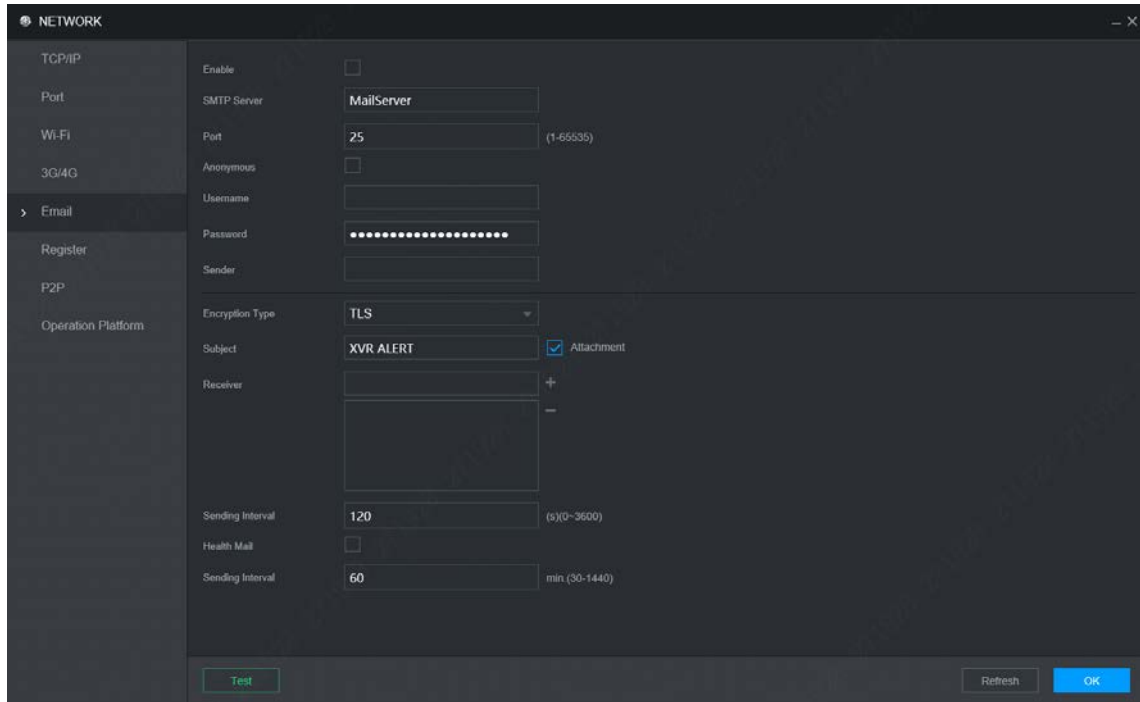 NETWORK
TCP/IP
Port
Wi-Fi
3G/4G
Email
Register
P2P
Operation Platform
Enable
SMTP Server MailServer
Port 25 (1-65535)
Anonymous
Username
Password ••••••••••••••••••••
Sender
Encryption Type TLS
Subject XVR ALERT Attachment
Receiver
Sending Interval 120 (s)(0~3600)
Health Mail
Sending Interval 60 min.(30-1440)
Test Refresh OK